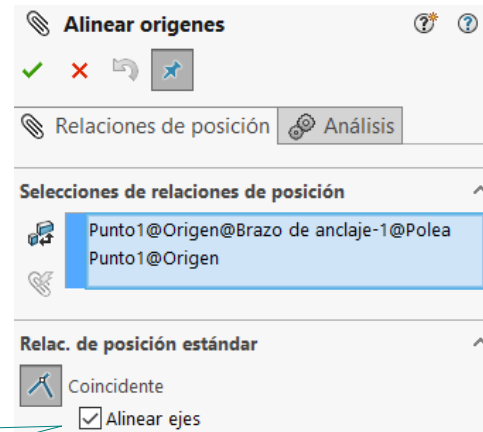 Alinear origenes
Relaciones de posición Análisis
Selecciones de relaciones de posición
Punto1@Origen@Brazo de anclaje-1@Polea
Punto1@Origen
Relac. de posición estándar
Coincidente
Alinear ejes